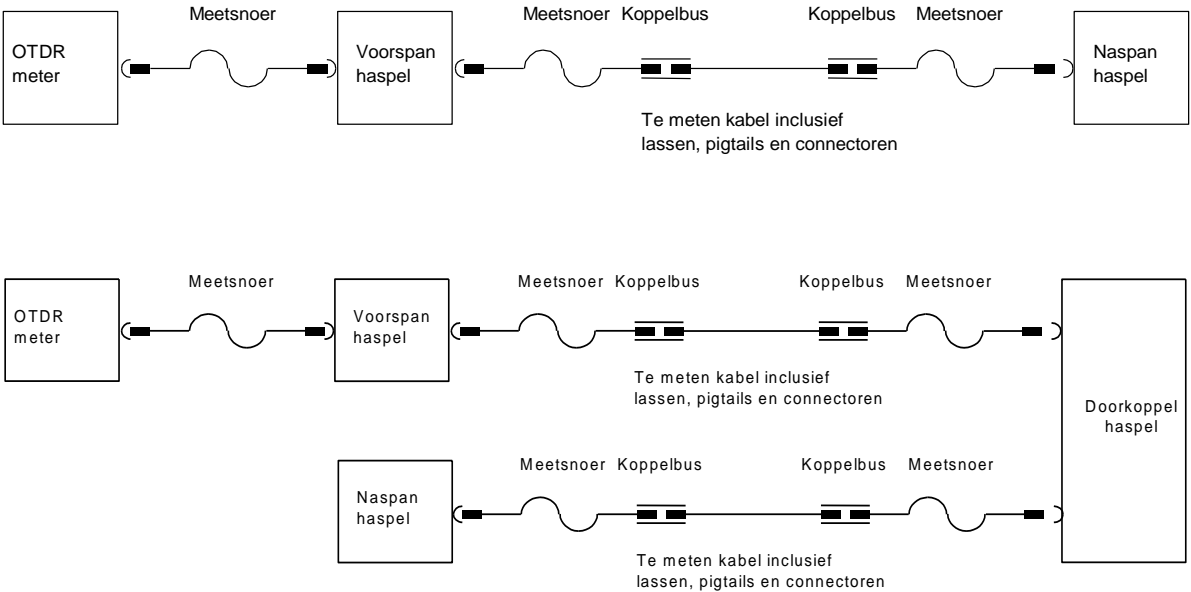 Meetsnoer
Meetsnoer Koppelbus
Koppelbus Meetsnoer
OTDR
meter
Voorspan
haspel
Naspan
haspel
Te meten kabel inclusief
lassen, pigtails en connectoren
Meetsnoer
Meetsnoer Koppelbus
Koppelbus Meetsnoer
OTDR
meter
Voorspan
haspel
Te meten kabel inclusief
lassen, pigtails en connectoren
Doorkoppel
haspel
Meetsnoer Koppelbus
Koppelbus Meetsnoer
Naspan
haspel
Te meten kabel inclusief
lassen, pigtails en connectoren